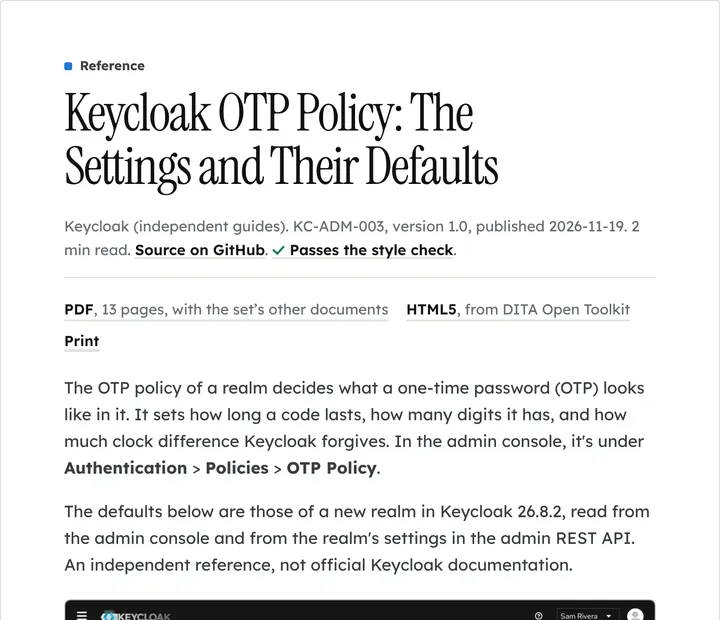 Reference
Keycloak OTP Policy: The
Settings and Their Defaults
Keycloak (independent guides). KC-ADM-003, version 1.0, published 2026-11-19. 2
min read. Source on GitHub. ✓ Passes the style check.
PDF, 13 pages, with the set’s other documents HTML5, from DITA Open Toolkit
Print
The OTP policy of a realm decides what a one-time password (OTP) looks
like in it. It sets how long a code lasts, how many digits it has, and how
much clock difference Keycloak forgives. In the admin console, it's under
Authentication > Policies > OTP Policy.
The defaults below are those of a new realm in Keycloak 26.8.2, read from
the admin console and from the realm's settings in the admin REST API.
An independent reference, not official Keycloak documentation.
KEYCLOAK Sam Rivera